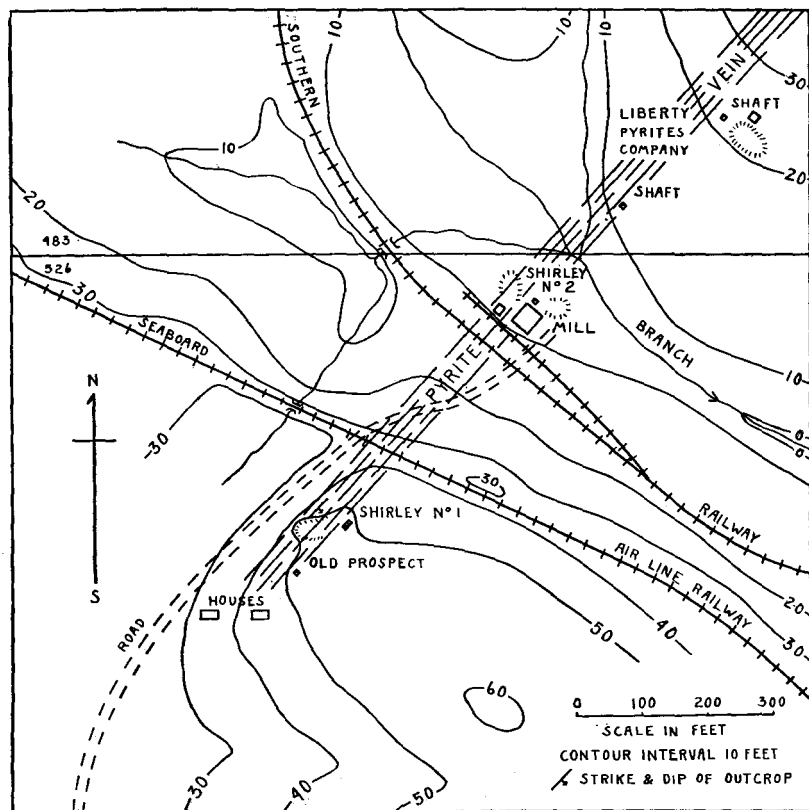 SOUTHERN
10
10
10
30
20
VEIN
SHAFT
LIBERTY
PYRITES
COMPANY
SHAFT
20
483
526
30
SEABOARD
SHIRLEY
Nº 2
MILL
PYRITE
BRANCH
10
0
0
N
S
30
30
SHIRLEY Nº 1
OLD PROSPECT
HOUSES
ROAD
RAILWAY
AIR LINE RAILWAY
20
30
40
50
60
30
40
50
0 100 200 300
SCALE IN FEET
CONTOUR INTERVAL 10 FEET
STRIKE & DIP OF OUTCROP